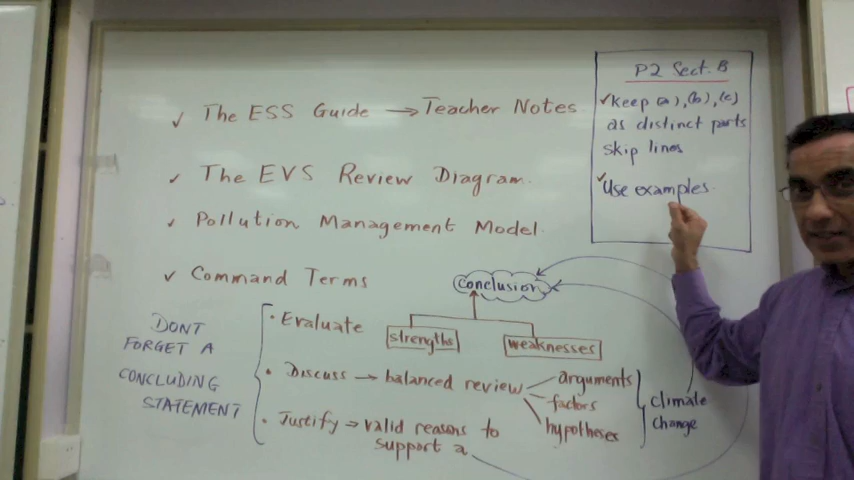 The ESS Guide → Teacher Notes
The EVS Review Diagram.
Pollution Management Model.
Command Terms
DONT
FORGET A
CONCLUDING
STATEMENT
• Evaluate
conclusion
strengths
weaknesses
• Discuss → balanced review
arguments
factors
hypotheses
climate
change
• Justify → valid reasons to
support a
P2 Sect. B
✓ Keep (a), (b), (c)
as distinct parts
skip lines
✓ Use examples.